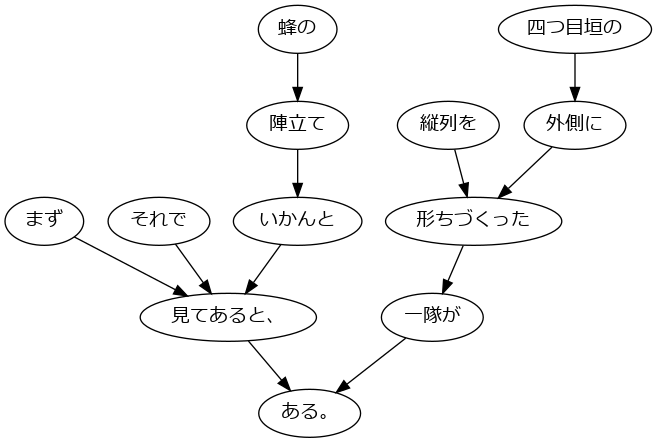 蜂の
四つ目垣の
陣立て
縦列を
外側に
まず
それで
いかんと
形ちづくった
見てあると、
一隊が
ある。